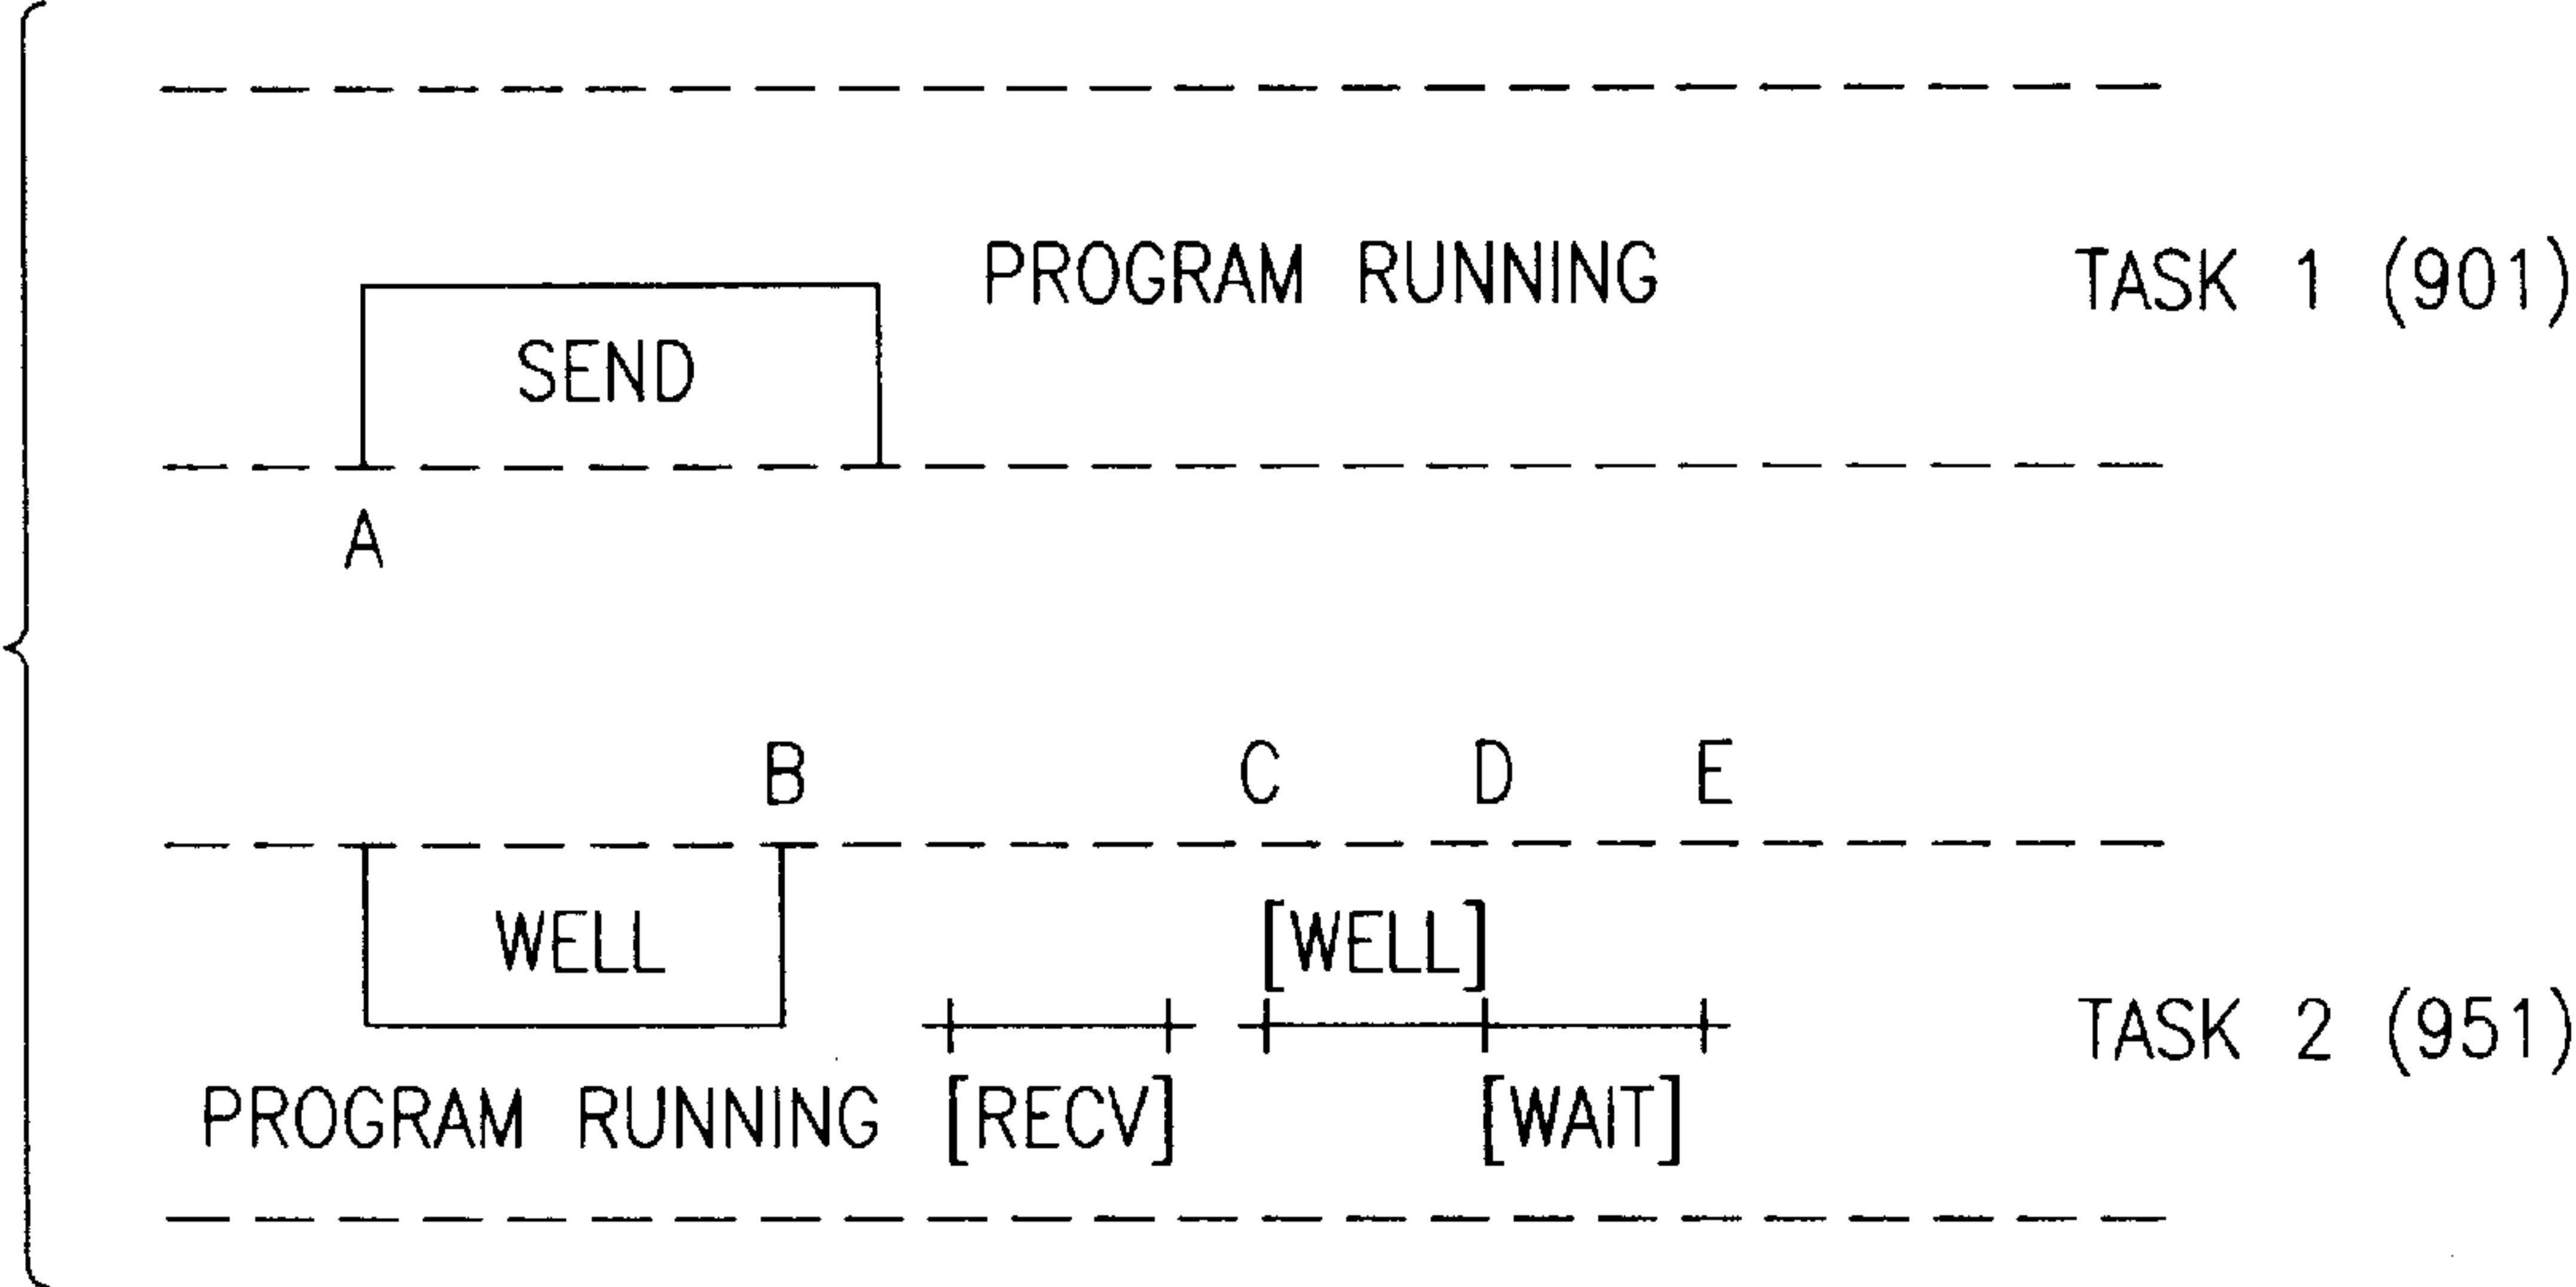 PROGRAM RUNNING TASK 1 (901)
SEND
A
B C D E
WELL [WELL]
TASK 2 (951)
PROGRAM RUNNING [RECV] [WAIT]